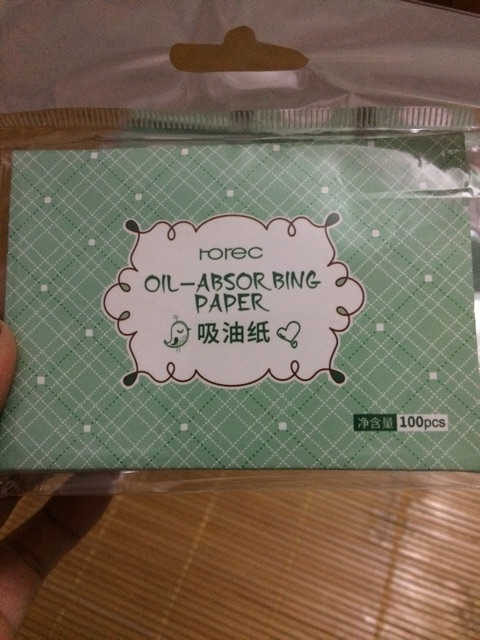 rorec
OIL-ABSORBING
PAPER
吸油纸
净含量 100pcs